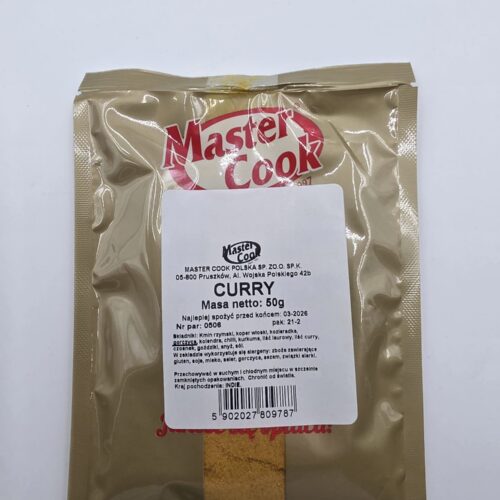 Master
Cook
Master
Cook
MASTER COOK POLSKA SP. ZO.O. SP.K.
05-800 Pruszków, Al. Wojska Polskiego 42b
CURRY
Masa netto: 50g
Najlepiej spożyć przed końcem: 03-2026
Nr par: 0506 pak: 21-2
Składniki: Kmin rzymski, koper włoski, kozieradka,
gorczyca, kolendra, chilli, kurkuma, liść laurowy, liść curry,
czosnek, goździki, anyż, sól.
W zakładzie wykorzystuje się alergeny: zboża zawierające
gluten, soja, mleko, seler, gorczyca, sezam, związki siarki.
Przechowywać w suchym i chłodnym miejscu w szczelnie
zamkniętych opakowaniach. Chronić od światła.
Kraj pochodzenia: INDIE.
5 902027 809787